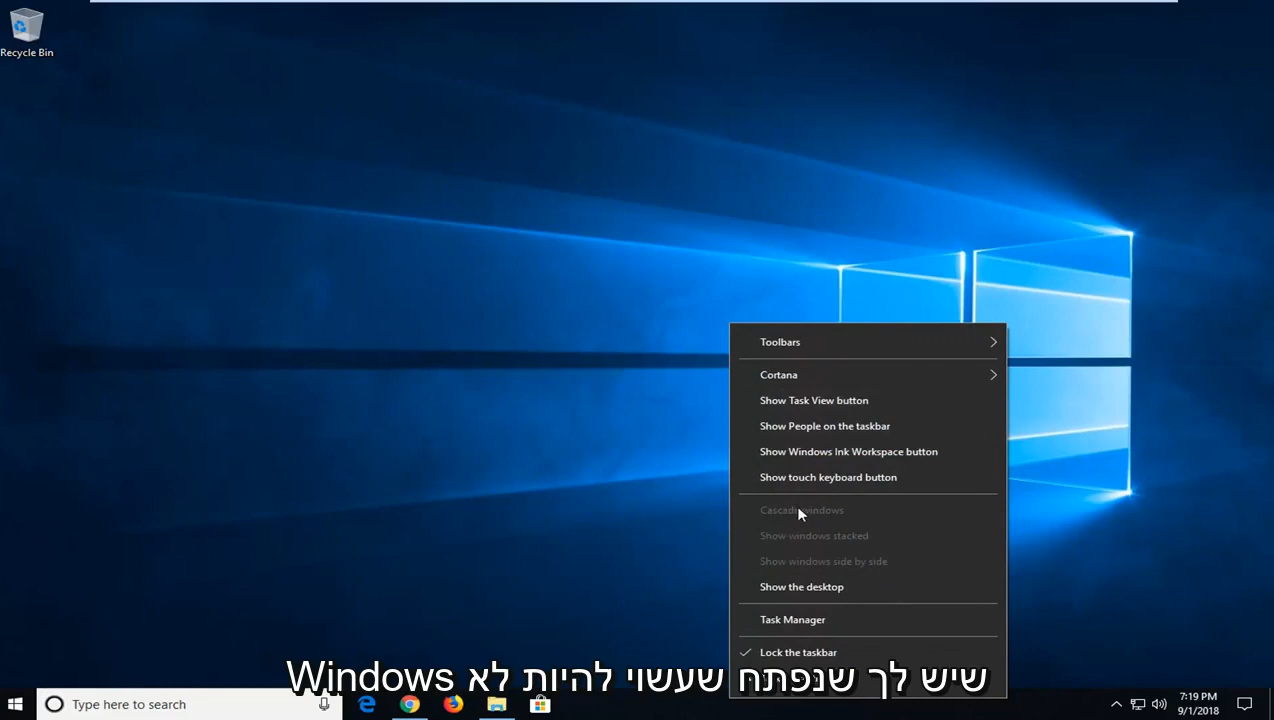 Recycle Bin
Toolbars
Cortana
Show Task View button
Show People on the taskbar
Show Windows Ink Workspace button
Show touch keyboard button
Cascade windows
Show windows stacked
Show windows side by side
Show the desktop
Task Manager
Lock the taskbar
שיש לך שנפתח שעשוי להיות לא Windows
Type here to search
7:19 PM
9/1/2018